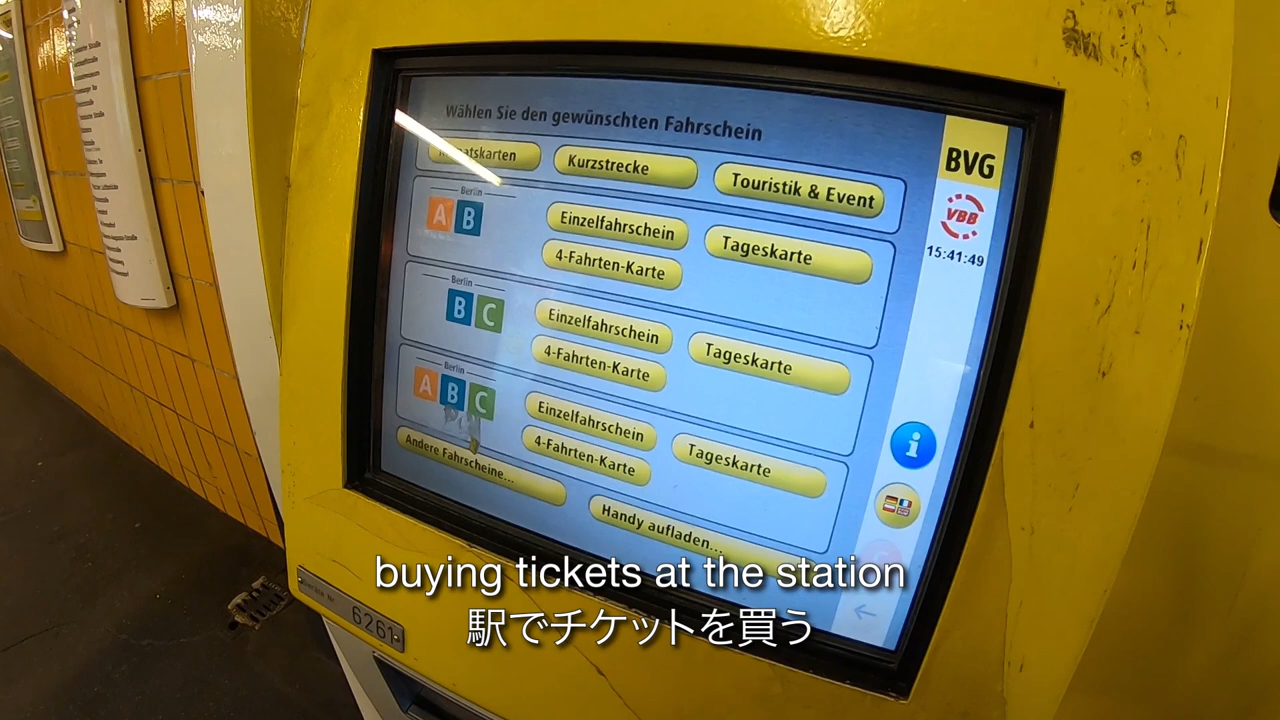 Wählen Sie den gewünschten Fahrschein
Kurzstrecke
Touristik & Event
BVG
VBB
15:41:49
Berlin
A B
Einzelfahrschein
Tageskarte
4-Fahrten-Karte
Berlin
B C
Einzelfahrschein
Tageskarte
4-Fahrten-Karte
Berlin
A B C
Einzelfahrschein
Tageskarte
4-Fahrten-Karte
Andere Fahrscheine...
Handy aufladen...
i
buying tickets at the station
駅でチケットを買う
6261